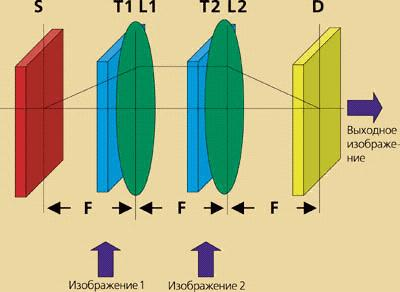 S T1 L1 T2 L2 D
Выходное
изображе-
ние
F F F
Изображение 1 Изображение 2